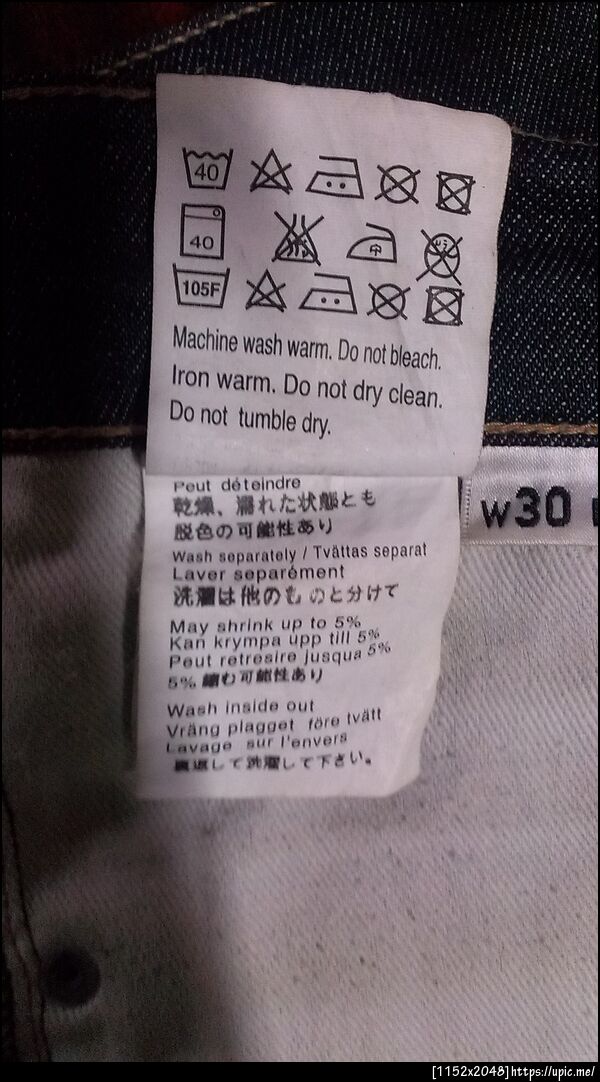 40
40
中
105F
Machine wash warm. Do not bleach.
Iron warm. Do not dry clean.
Do not tumble dry.
Peut déteindre
乾燥、濡れた状態とも
脱色の可能性あり
Wash separately / Tvättas separat
Laver separément
洗濯は他のものと分けて
May shrink up to 5%
Kan krympa upp till 5%
Peut retresire jusqua 5%
5% 縮む可能性あり
Wash inside out
Vräng plagget före tvätt
Lavage sur l'envers
裏返して洗濯して下さい。
w30
[1152x2048]https://upic.me/